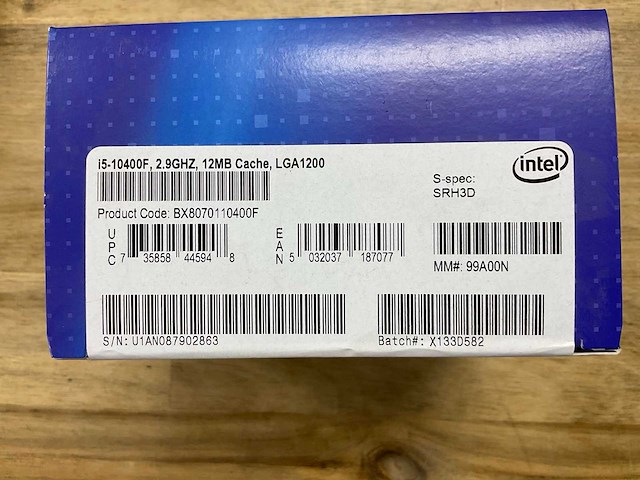 i5-10400F, 2.9GHZ, 12MB Cache, LGA1200
intel
S-spec:
SRH3D
Product Code: BX8070110400F
UPC
7 35858 44594 8
EAN
5 032037 187077
MM#: 99A00N
S/N: U1AN087902863
Batch#: X133D582